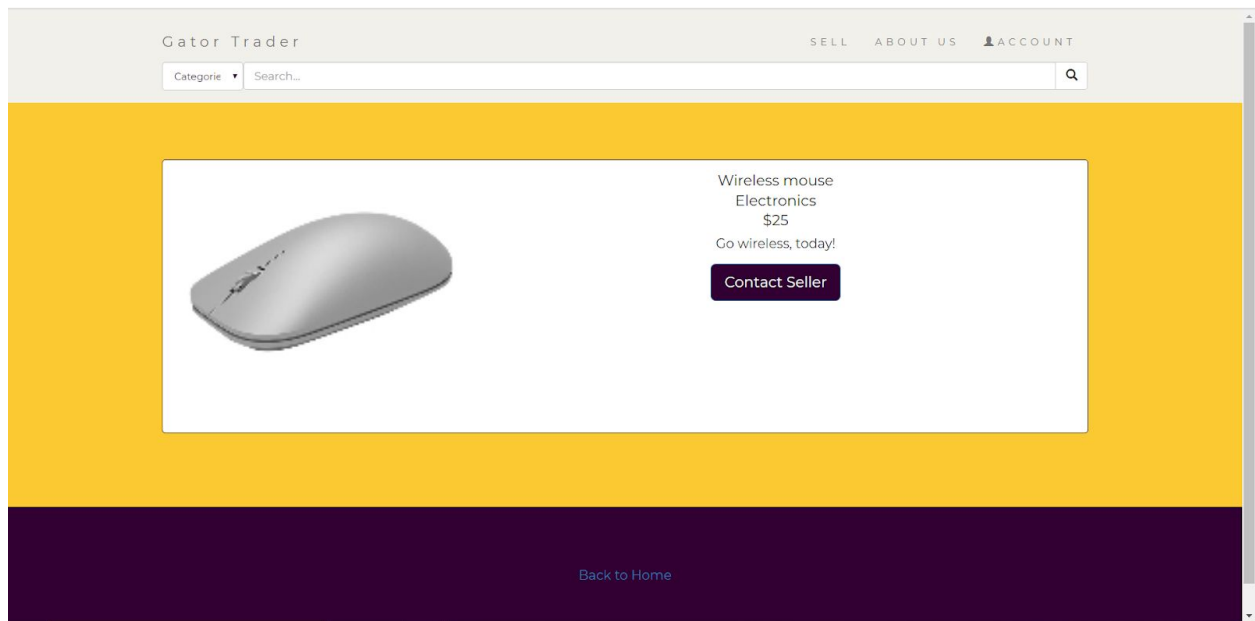 Gator Trader
SELL ABOUT US ACCOUNT
Categorie Search...
Wireless mouse
Electronics
$25
Go wireless, today!
Contact Seller
Back to Home